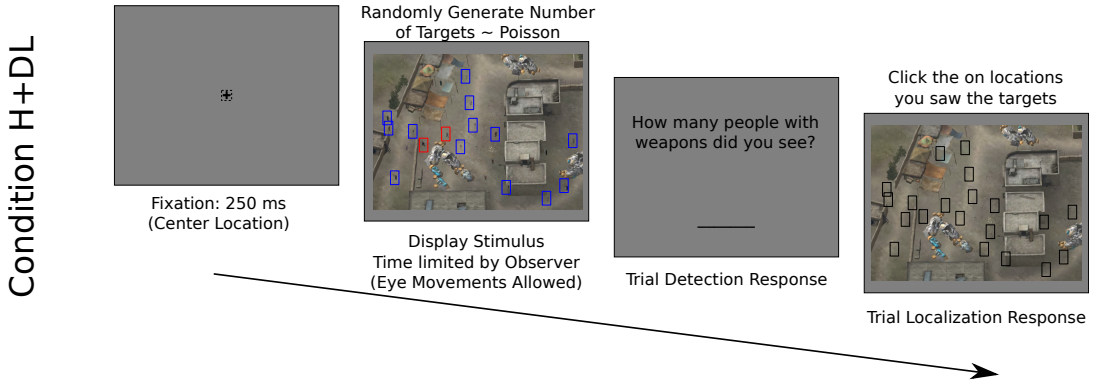 Condition H+DL
Fixation: 250 ms
(Center Location)
Randomly Generate Number
of Targets ~ Poisson
Display Stimulus
Time limited by Observer
(Eye Movements Allowed)
How many people with
weapons did you see?
Trial Detection Response
Click the on locations
you saw the targets
Trial Localization Response